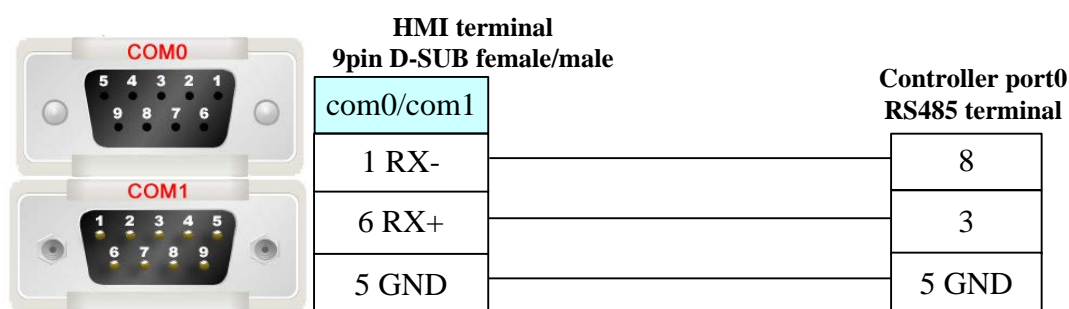 HMI terminal
9pin D-SUB female/male
Controller port0
RS485 terminal
COM0
5 4 3 2 1
9 8 7 6
COM1
1 2 3 4 5
6 7 8 9
com0/com1
1 RX-
8
6 RX+
3
5 GND
5 GND